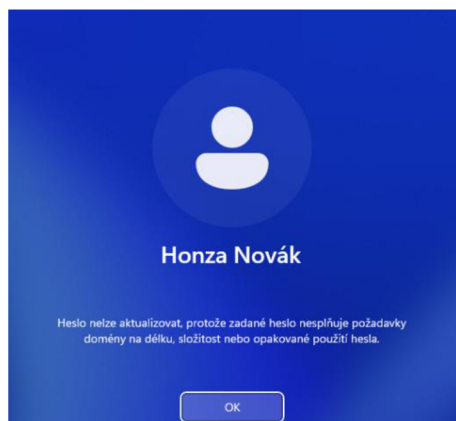 Honza Novák
Heslo nelze aktualizovat, protože zadané heslo nesplňuje požadavky
domény na délku, složitost nebo opakované použití hesla.
OK